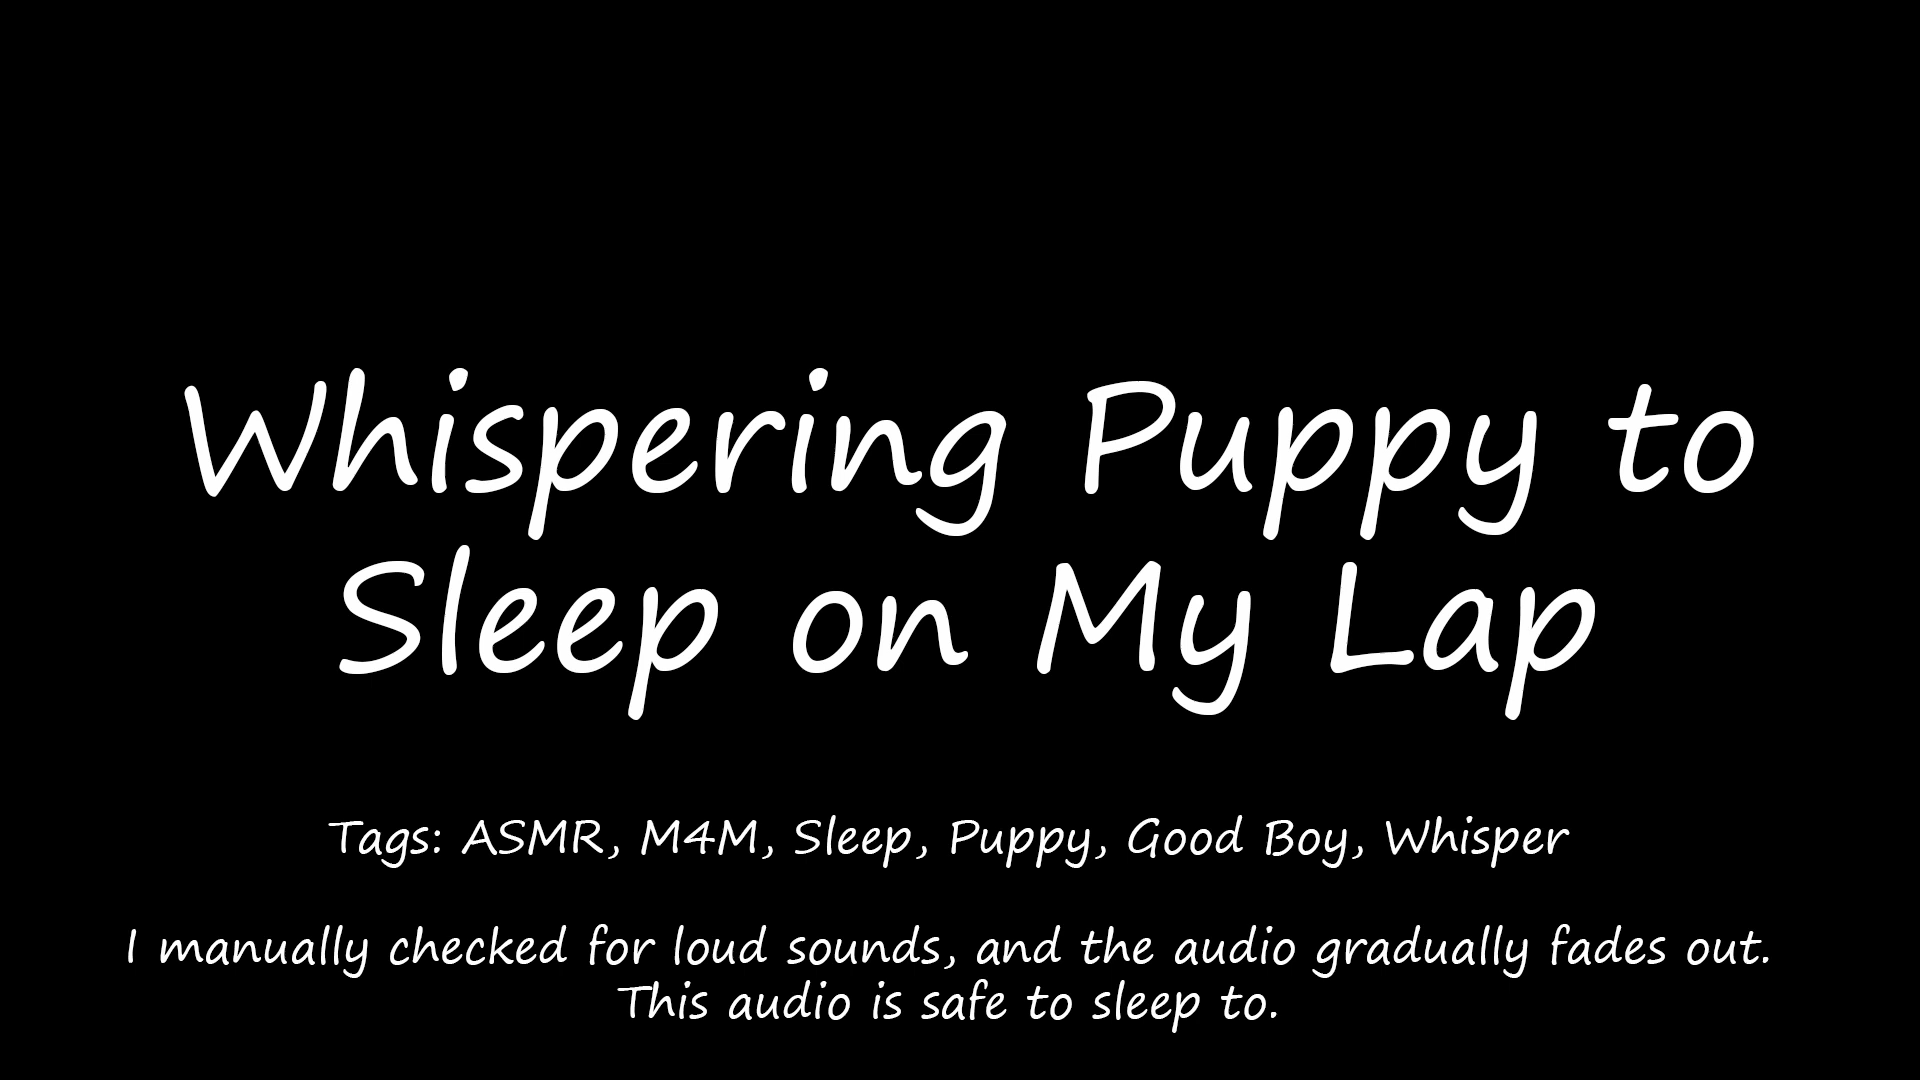 Whispering Puppy to
Sleep on My Lap
Tags: ASMR, M4M, Sleep, Puppy, Good Boy, Whisper
I manually checked for loud sounds, and the audio gradually fades out.
This audio is safe to sleep to.